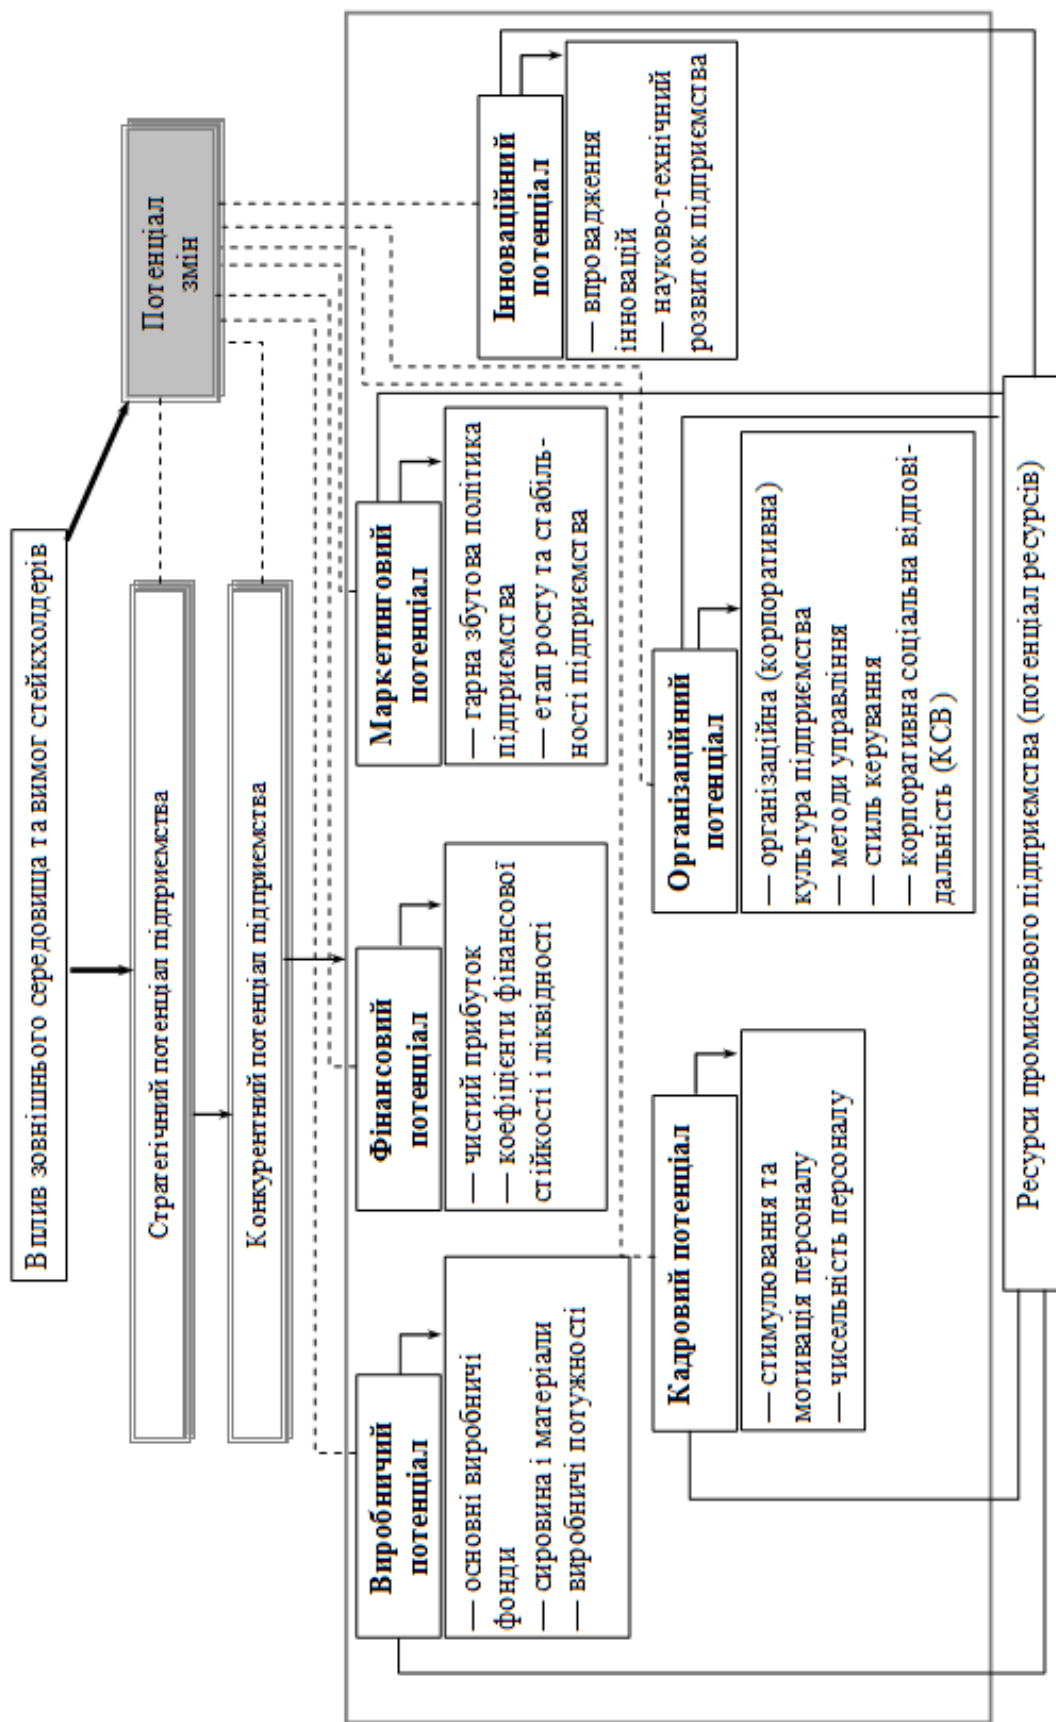 Вплив зовнішнього середовища та вимог стейкхолдерів
Потенціал
змін
Стратегічний потенціал підприємства
Конкурентний потенціал підприємства
Виробничий
потенціал
— основні виробничі
фонди
— сировина і матеріали
— виробничі потужності
Фінансовий
потенціал
— чистий прибуток
— коефіцієнти фінансової
стійкості і ліквідності
Маркетинговий
потенціал
— гарна збутова політика
підприємства
— етап росту та стабіль-
ності підприємства
Інноваційний
потенціал
— впровадження
інновацій
— науково-технічний
розвиток підприємства
Кадровий потенціал
— стимулювання та
мотивація персоналу
— чисельність персоналу
Організаційний
потенціал
— організаційна (корпоративна)
культура підприємства
— методи управління
— стиль керування
— корпоративна соціальна відпові-
дальність (КСВ)
Ресурси промислового підприємства (потенціал ресурсів)